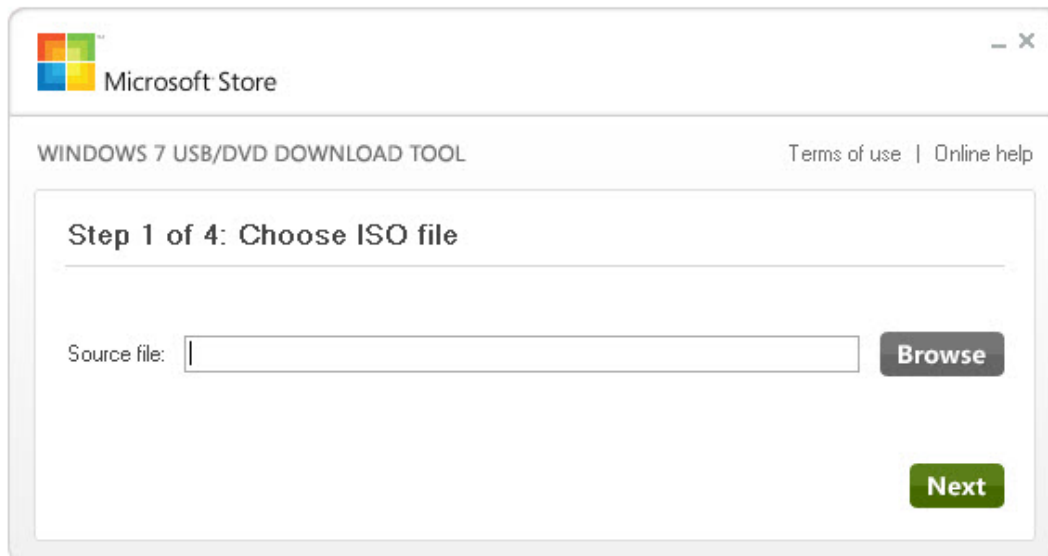 Microsoft Store
WINDOWS 7 USB/DVD DOWNLOAD TOOL
Terms of use | Online help
Step 1 of 4: Choose ISO file
Source file:
Browse
Next